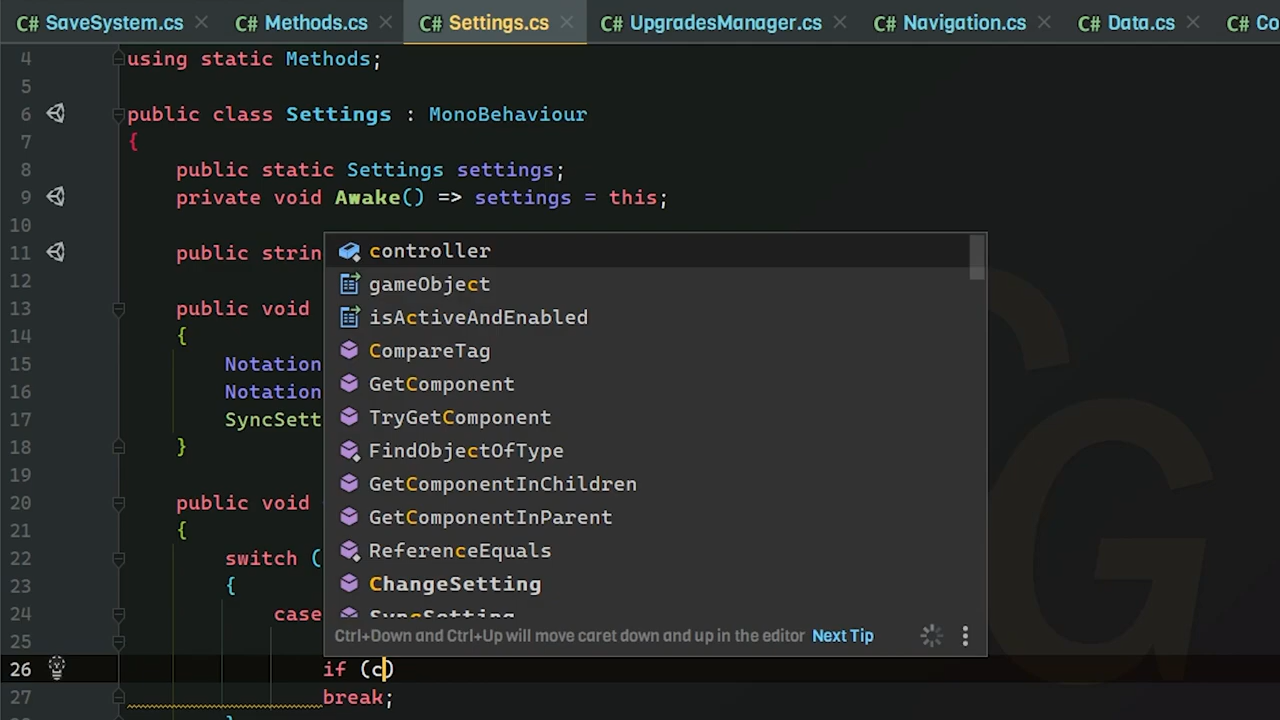 C# SaveSystem.cs C# Methods.cs C# Settings.cs C# UpgradesManager.cs C# Navigation.cs C# Data.cs C# Co
4 using static Methods;
5
6 public class Settings : MonoBehaviour
7 {
8 public static Settings settings;
9 private void Awake() => settings = this;
10
11 public strin
12
13 public void
14 {
15 Notation
16 Notation
17 SyncSett
18 }
19
20 public void
21 {
22 switch (
23 {
24 case
25
26 if (c)
27 break;
controller
gameObject
isActiveAndEnabled
CompareTag
GetComponent
TryGetComponent
FindObjectOfType
GetComponentInChildren
GetComponentInParent
ReferenceEquals
ChangeSetting
SyncSetting
Ctrl+Down and Ctrl+Up will move caret down and up in the editor Next Tip
G